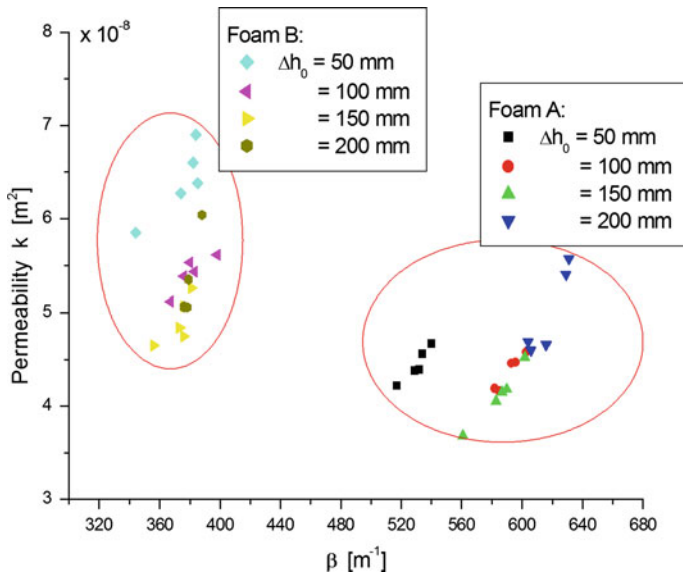 8
x 10⁻⁸
7
6
5
4
3
Permeability k [m²]
Foam B:
Δh₀ = 50 mm
= 100 mm
= 150 mm
= 200 mm
Foam A:
Δh₀ = 50 mm
= 100 mm
= 150 mm
= 200 mm
320 360 400 440 480 520 560 600 640 680
β [m⁻¹]